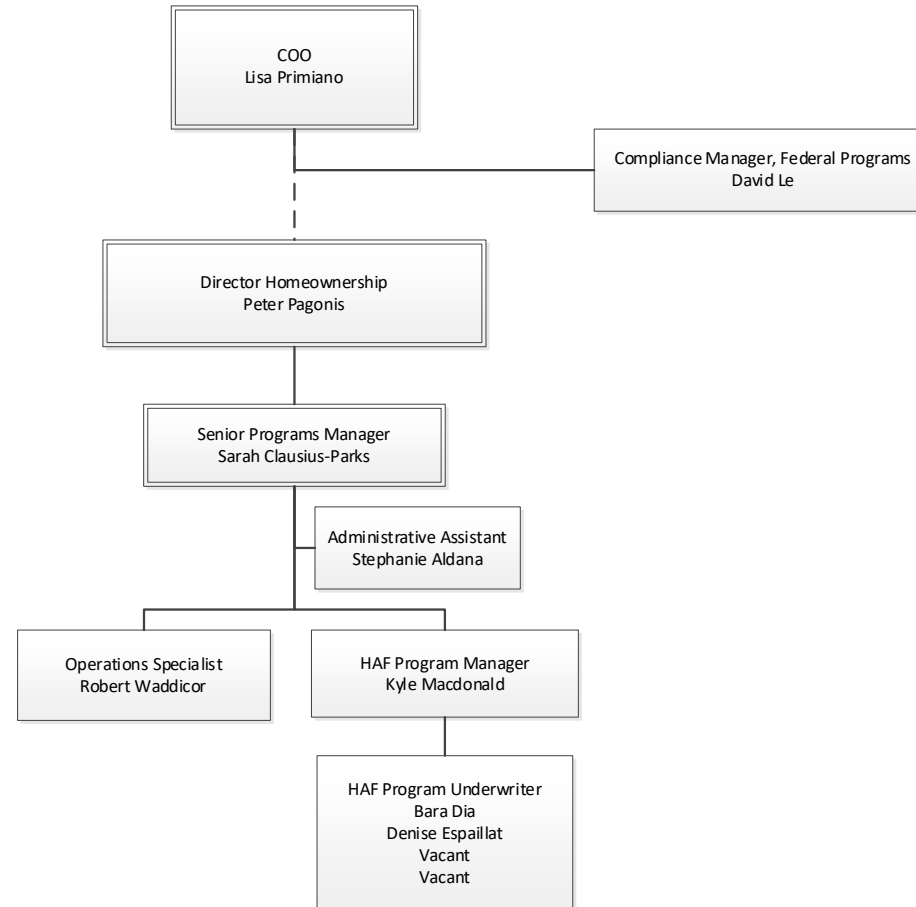 COO
Lisa Primiano
Compliance Manager, Federal Programs
David Le
Director Homeownership
Peter Pagonis
Senior Programs Manager
Sarah Clausius-Parks
Administrative Assistant
Stephanie Aldana
Operations Specialist
Robert Waddicor
HAF Program Manager
Kyle Macdonald
HAF Program Underwriter
Bara Dia
Denise Espaillat
Vacant
Vacant